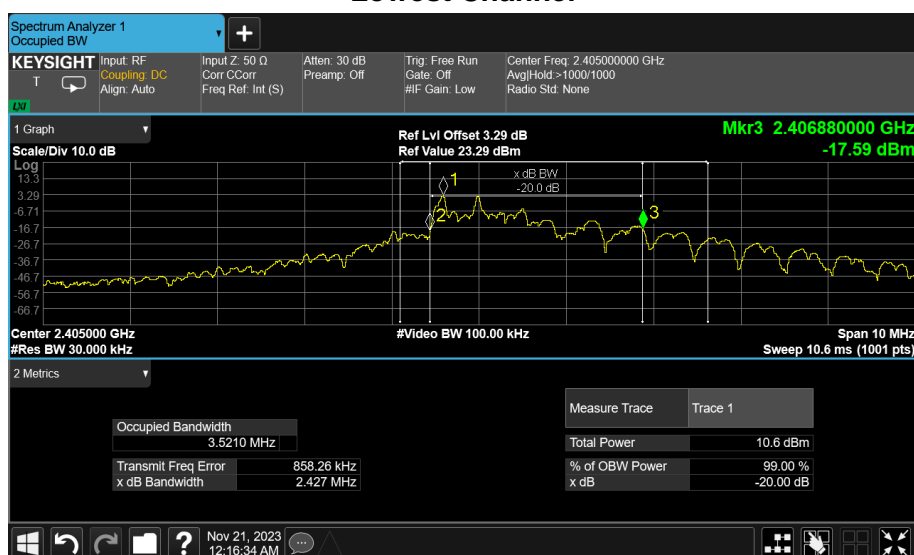 Spectrum Analyzer 1
Occupied BW
KEYSIGHT
T
LXI
Input: RF
Coupling: DC
Align: Auto
Input Z: 50 Ω
Corr CCorr
Freq Ref: Int (S)
Atten: 30 dB
Preamp: Off
Trig: Free Run
Gate: Off
#IF Gain: Low
Center Freq: 2.405000000 GHz
Avg|Hold:>1000/1000
Radio Std: None
1 Graph
Scale/Div 10.0 dB
Ref Lvl Offset 3.29 dB
Ref Value 23.29 dBm
Mkr3 2.406880000 GHz
-17.59 dBm
Log
13.3
3.29
-6.71
-16.7
-26.7
-36.7
-46.7
-56.7
-66.7
x dB BW
-20.0 dB
1
2
3
Center 2.405000 GHz
#Res BW 30.000 kHz
#Video BW 100.00 kHz
Span 10 MHz
Sweep 10.6 ms (1001 pts)
2 Metrics
Occupied Bandwidth
3.5210 MHz
Transmit Freq Error 858.26 kHz
x dB Bandwidth 2.427 MHz
Measure Trace Trace 1
Total Power 10.6 dBm
% of OBW Power 99.00 %
x dB -20.00 dB
Nov 21, 2023
12:16:34 AM